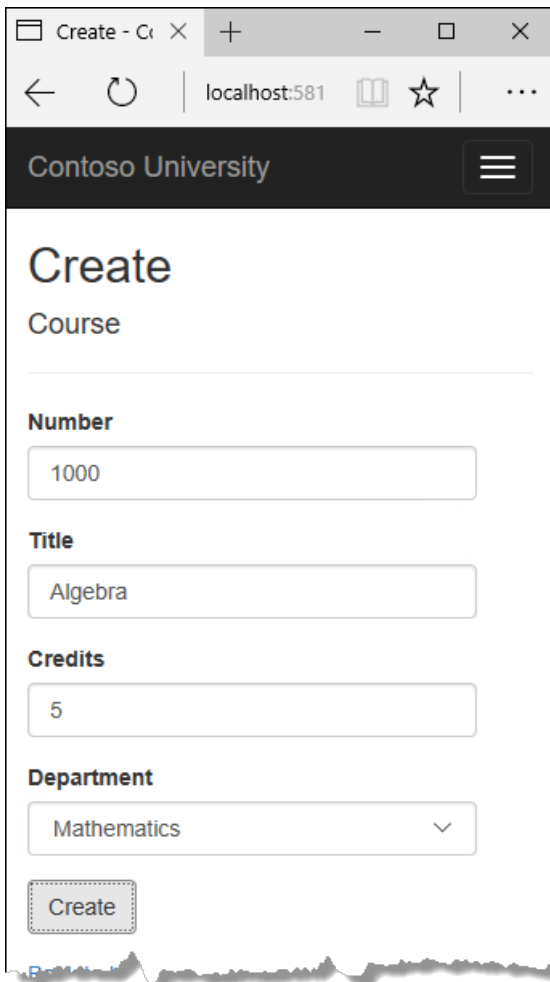 Create - Co
localhost:581
Contoso University
Create
Course
Number
1000
Title
Algebra
Credits
5
Department
Mathematics
Create